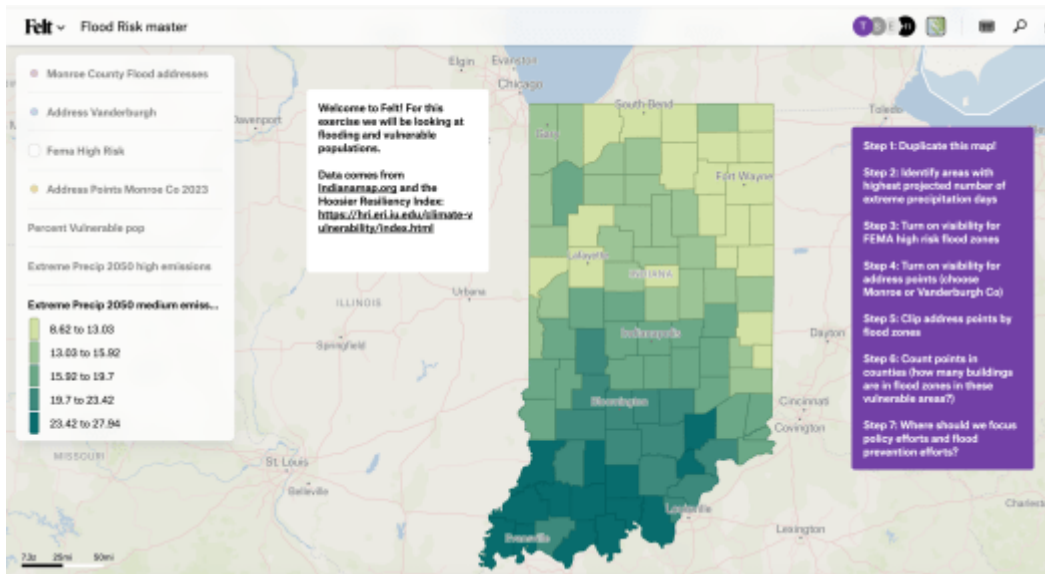 Felt
Flood Risk master
Monroe County Flood addresses
Address Vanderburgh
Fema High Risk
Address Points Monroe Co 2023
Percent Vulnerable pop
Extreme Precip 2050 high emissions
Extreme Precip 2050 medium emiss...
8.62 to 13.03
13.03 to 15.92
15.92 to 19.7
19.7 to 23.42
23.42 to 27.94
Welcome to Felt! For this
exercise we will be looking at
flooding and vulnerable
populations.
Data comes from
Indianamap.org and the
Hoosier Resiliency Index:
https://hri.eri.iu.edu/climate-v
ulnerability/index.html
Step 1: Duplicate this map!
Step 2: Identify areas with
highest projected number of
extreme precipitation days
Step 3: Turn on visibility for
FEMA high risk flood zones
Step 4: Turn on visibility for
address points (choose
Monroe or Vanderburgh Co)
Step 5: Clip address points by
flood zones
Step 6: Count points in
counties (how many buildings
are in flood zones in these
vulnerable areas?)
Step 7: Where should we focus
policy efforts and flood
prevention efforts?
Elgin
Evanston
Chicago
Davenport
South Bend
Gary
Toledo
Fort Wayne
Lafayette
INDIANA
Urbana
ILLINOIS
Springfield
Indianapolis
Dayton
Bloomington
Cincinnati
Covington
MISSOURI
St. Louis
Belleville
Louisville
Evansville
Lexington
Charles
25mi
50mi